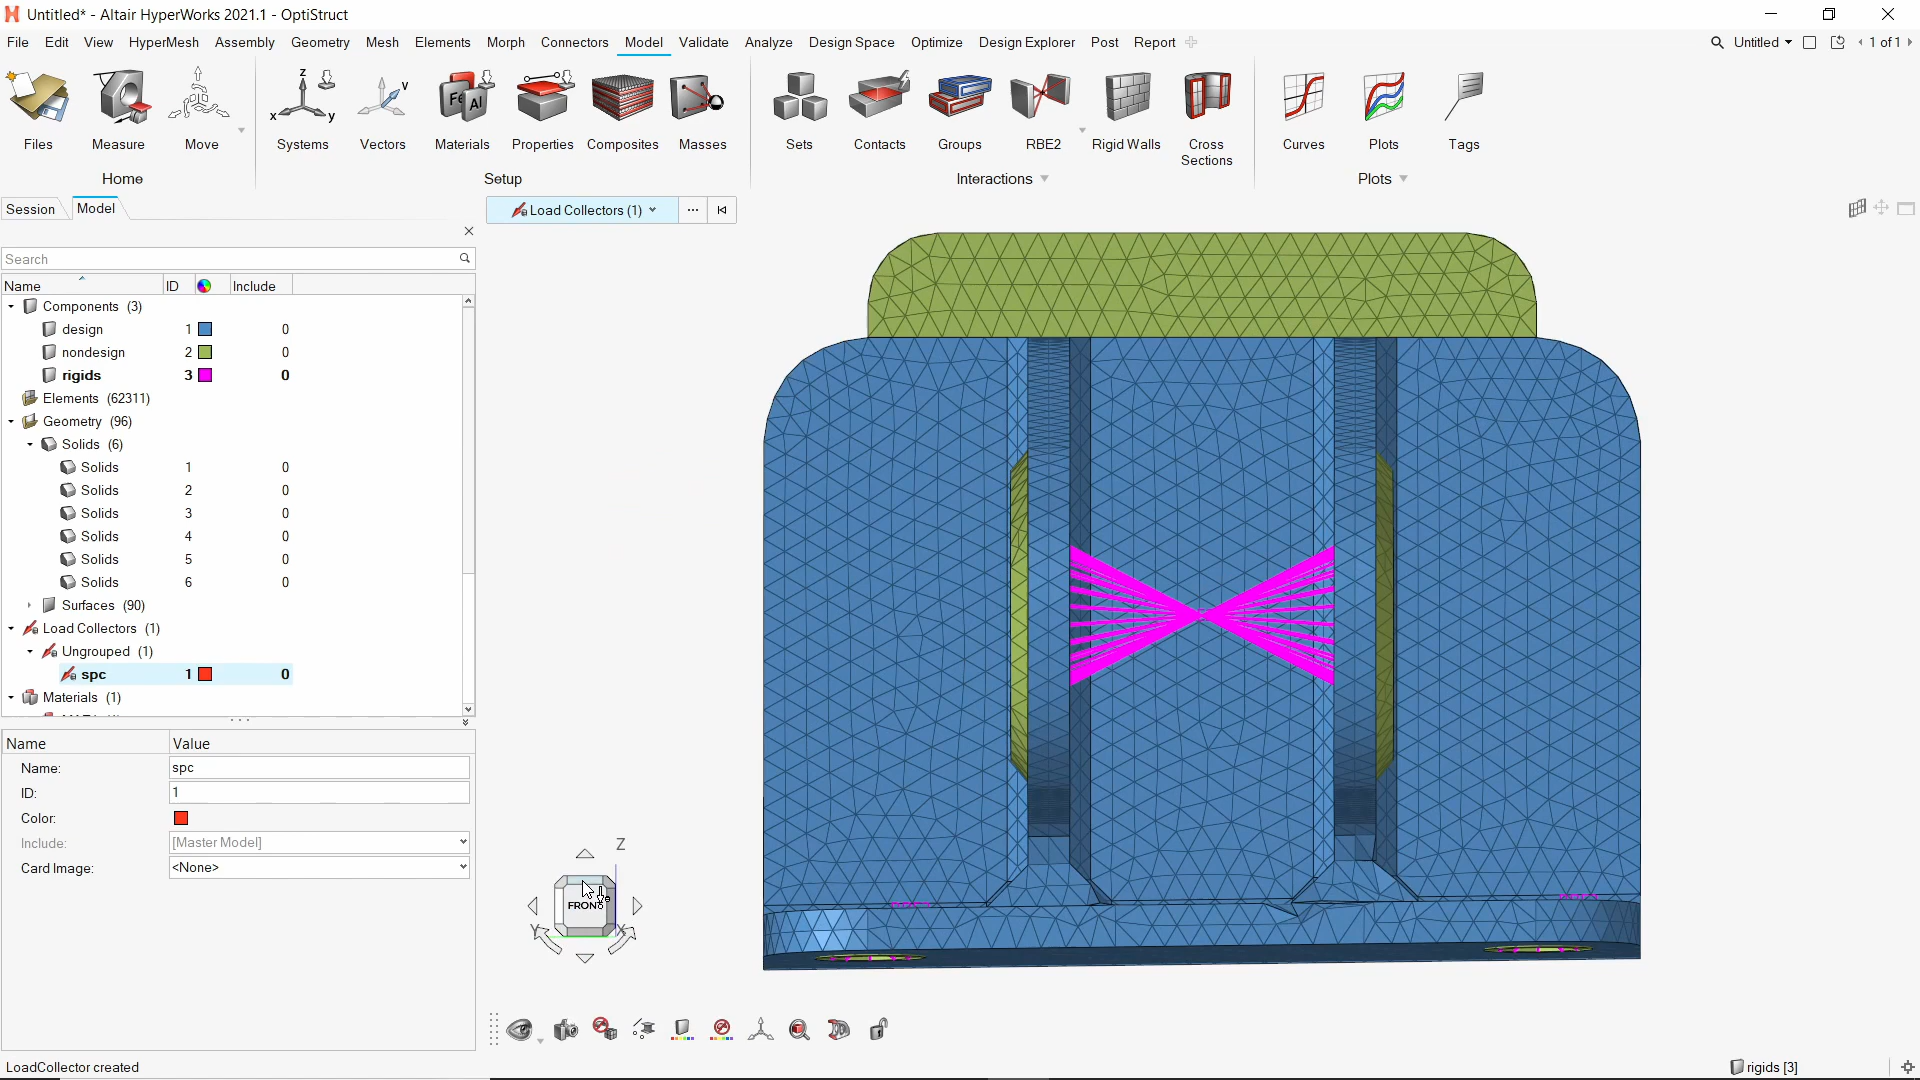 Untitled* - Altair HyperWorks 2021.1 - OptiStruct
File Edit View HyperMesh Assembly Geometry Mesh Elements Morph Connectors Model Validate Analyze Design Space Optimize Design Explorer Post Report
Untitled 1 of 1
Files Measure Move Systems Vectors Materials Properties Composites Masses Sets Contacts Groups RBE2 Rigid Walls Cross Sections Curves Plots Tags
Home Setup Interactions Plots
Session Model
Load Collectors (1)
Search
Name ID Include
Components (3)
design 1 0
nondesign 2 0
rigids 3 0
Elements (62311)
Geometry (96)
Solids (6)
Solids 1 0
Solids 2 0
Solids 3 0
Solids 4 0
Solids 5 0
Solids 6 0
Surfaces (90)
Load Collectors (1)
Ungrouped (1)
spc 1 0
Materials (1)
Name Value
Name: spc
ID: 1
Color:
Include: [Master Model]
Card Image: <None>
Z
FRONT
Y X
LoadCollector created
rigids [3]